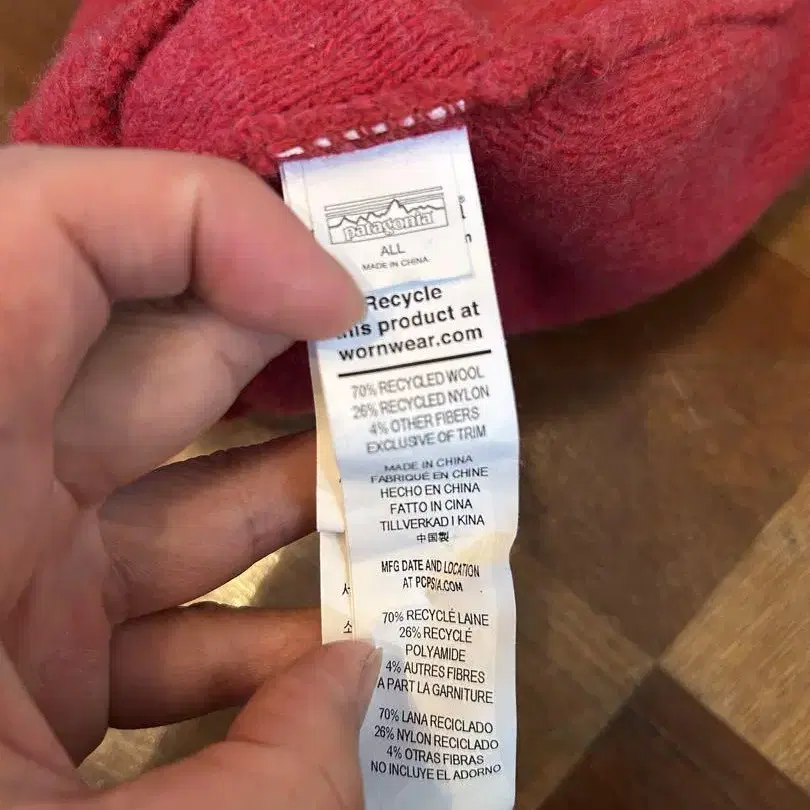 patagonia
ALL
MADE IN CHINA
Recycle
this product at
wornwear.com
70% RECYCLED WOOL
26% RECYCLED NYLON
4% OTHER FIBERS
EXCLUSIVE OF TRIM
MADE IN CHINA
FABRIQUÉ EN CHINE
HECHO EN CHINA
FATTO IN CINA
TILLVERKAD I KINA
中国製
MFG DATE AND LOCATION
AT PCPSIA.COM
70% RECYCLÉ LAINE
26% RECYCLÉ
POLYAMIDE
4% AUTRES FIBRES
A PART LA GARNITURE
70% LANA RECICLADO
26% NYLON RECICLADO
4% OTRAS FIBRAS
NO INCLUYE EL ADORNO